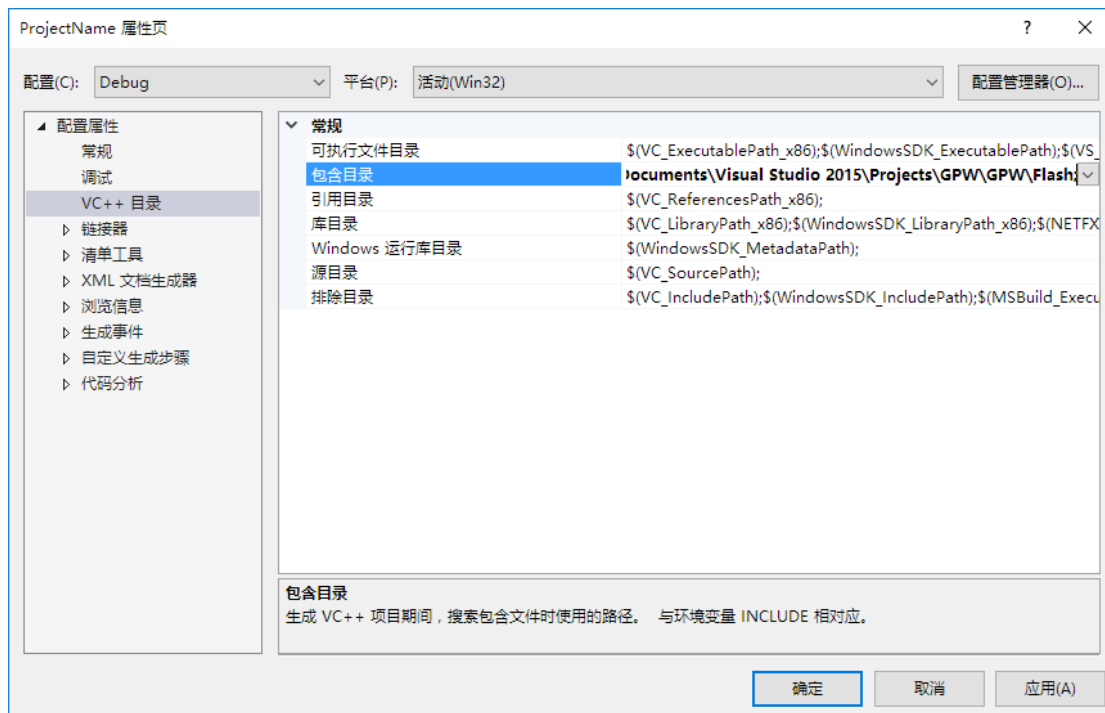 ProjectName 属性页
? ×
配置(C): Debug 平台(P): 活动(Win32) 配置管理器(O)...
配置属性
常规
调试
VC++ 目录
链接器
清单工具
XML 文档生成器
浏览信息
生成事件
自定义生成步骤
代码分析
常规
可执行文件目录 $(VC_ExecutablePath_x86);$(WindowsSDK_ExecutablePath);$(VS_
包含目录 Documents\Visual Studio 2015\Projects\GPW\GPW\Flash;
引用目录 $(VC_ReferencesPath_x86);
库目录 $(VC_LibraryPath_x86);$(WindowsSDK_LibraryPath_x86);$(NETFX
Windows 运行库目录 $(WindowsSDK_MetadataPath);
源目录 $(VC_SourcePath);
排除目录 $(VC_IncludePath);$(WindowsSDK_IncludePath);$(MSBuild_Execu
包含目录
生成 VC++ 项目期间，搜索包含文件时使用的路径。 与环境变量 INCLUDE 相对应。
确定 取消 应用(A)